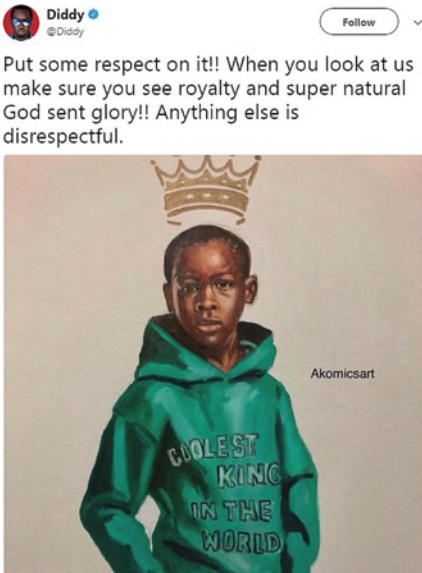 Diddy
@Diddy
Follow
Put some respect on it!! When you look at us
make sure you see royalty and super natural
God sent glory!! Anything else is
disrespectful.
Akomicsart
COOLEST
KING
IN THE
WORLD